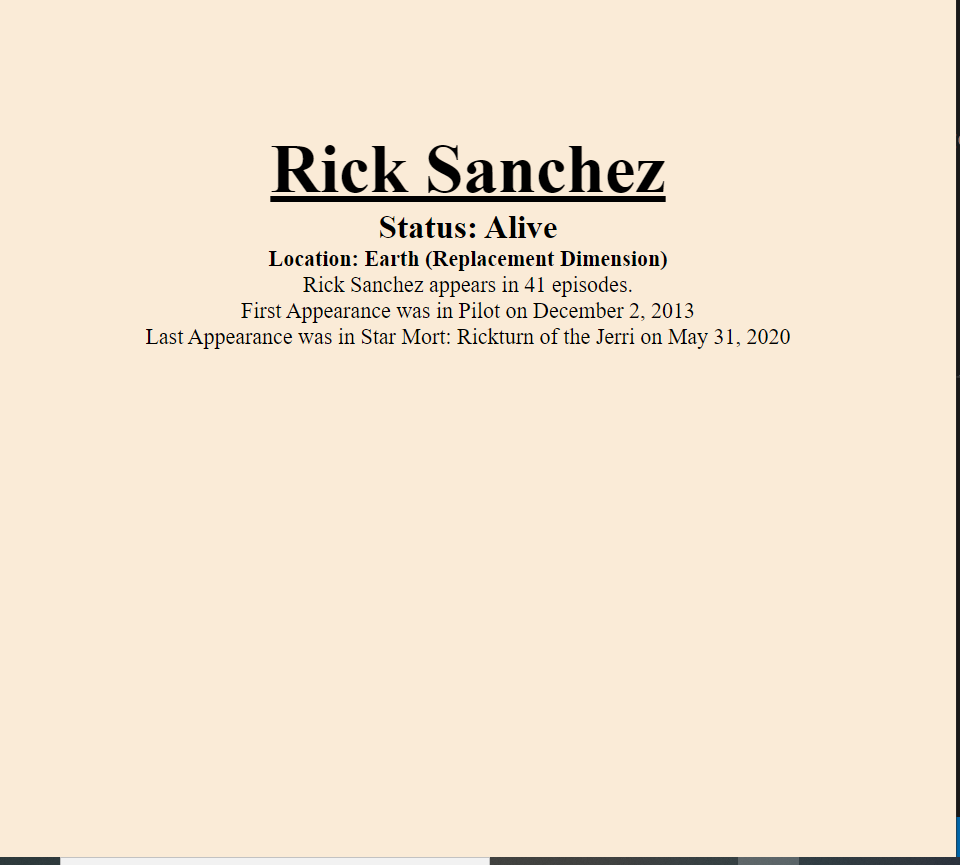 Rick Sanchez
Status: Alive
Location: Earth (Replacement Dimension)
Rick Sanchez appears in 41 episodes.
First Appearance was in Pilot on December 2, 2013
Last Appearance was in Star Mort: Rickturn of the Jerri on May 31, 2020